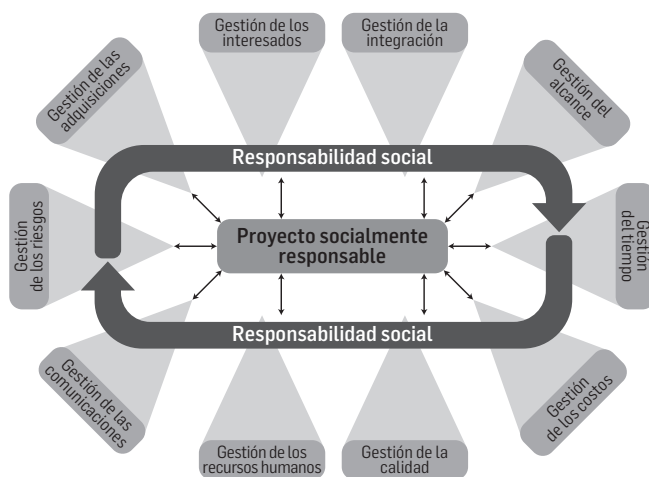 Gestión de los
interesados
Gestión de la
integración
Gestión de las
adquisiciones
Gestión del
alcance
Responsabilidad social
Gestión
de los riesgos
Proyecto socialmente
responsable
Gestión
del tiempo
Responsabilidad social
Gestión de las
comunicaciones
Gestión
de los costos
Gestión de los
recursos humanos
Gestión de la
calidad